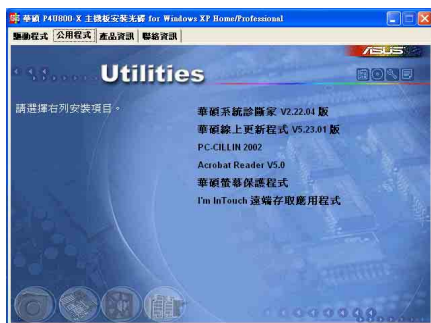 華碩 P4U800-X 主機板安裝光碟 for Windows XP Home/Professional
驅動程式 公用程式 產品資訊 聯絡資訊
ASUS
Utilities
請選擇右列安裝項目。
華碩系統診斷家 V2.22.04 版
華碩線上更新程式 V5.23.01 版
PC-CILLIN 2002
Acrobat Reader V5.0
華碩螢幕保護程式
I'm InTouch 遠端存取應用程式